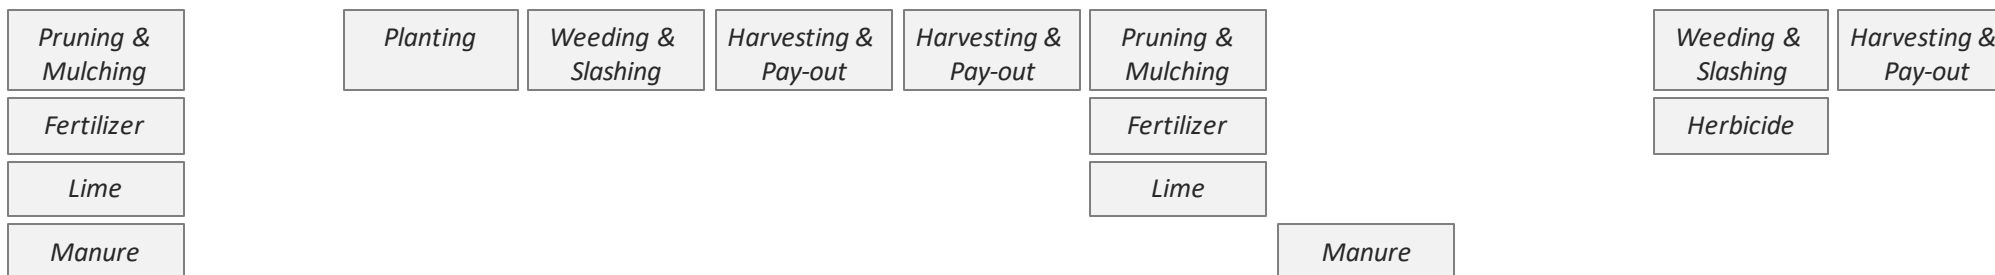 Pruning &
Mulching
Planting
Weeding &
Slashing
Harvesting &
Pay-out
Harvesting &
Pay-out
Pruning &
Mulching
Weeding &
Slashing
Harvesting &
Pay-out
Fertilizer
Fertilizer
Herbicide
Lime
Lime
Manure
Manure